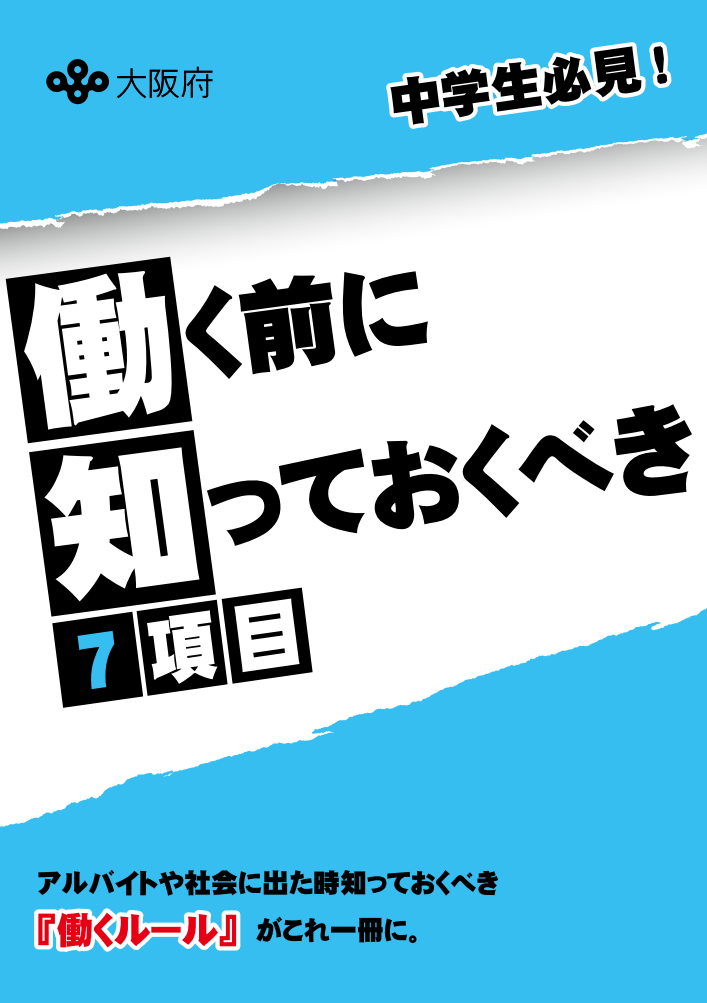 大阪府
中学生必見！
働く前に
知っておくべき
7項目
アルバイトや社会に出た時知っておくべき
『働くルール』がこれ一冊に。